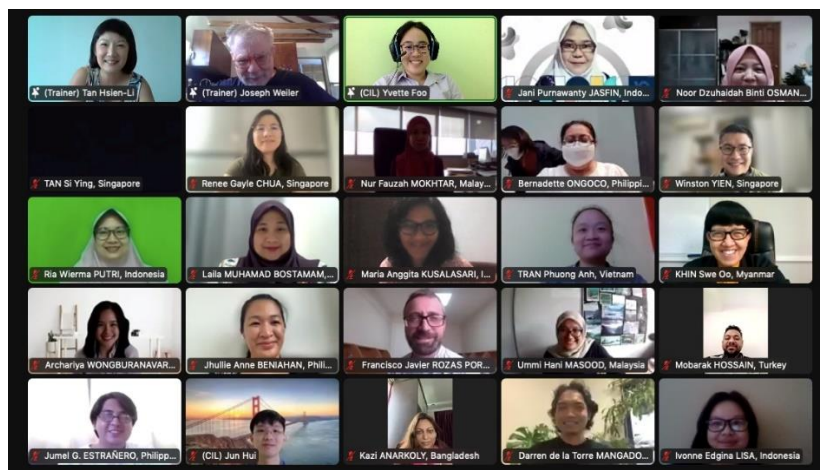 (Trainer) Tan Hsien-Li
(Trainer) Joseph Weiler
(CIL) Yvette Foo
Jani Purnawanty JASFIN, Indo...
Noor Dzuhaidah Binti OSMAN...
TAN Si Ying, Singapore
Renee Gayle CHUA, Singapore
Nur Fauzah MOKHTAR, Malay...
Bernadette ONGOCO, Philippi...
Winston YIEN, Singapore
Ria Wierma PUTRI, Indonesia
Laila MUHAMAD BOSTAMAM,...
Maria Anggita KUSALASARI, I...
TRAN Phuong Anh, Vietnam
KHIN Swe Oo, Myanmar
Archariya WONGBURANAVAR...
Jhullie Anne BENIAHAN, Phili...
Francisco Javier ROZAS POR...
Ummi Hani MASOOD, Malaysia
Mobarak HOSSAIN, Turkey
Jumel G. ESTRAÑERO, Philipp...
(CIL) Jun Hui
Kazi ANARKOLY, Bangladesh
Darren de la Torre MANGADO...
Ivonne Edgina LISA, Indonesia